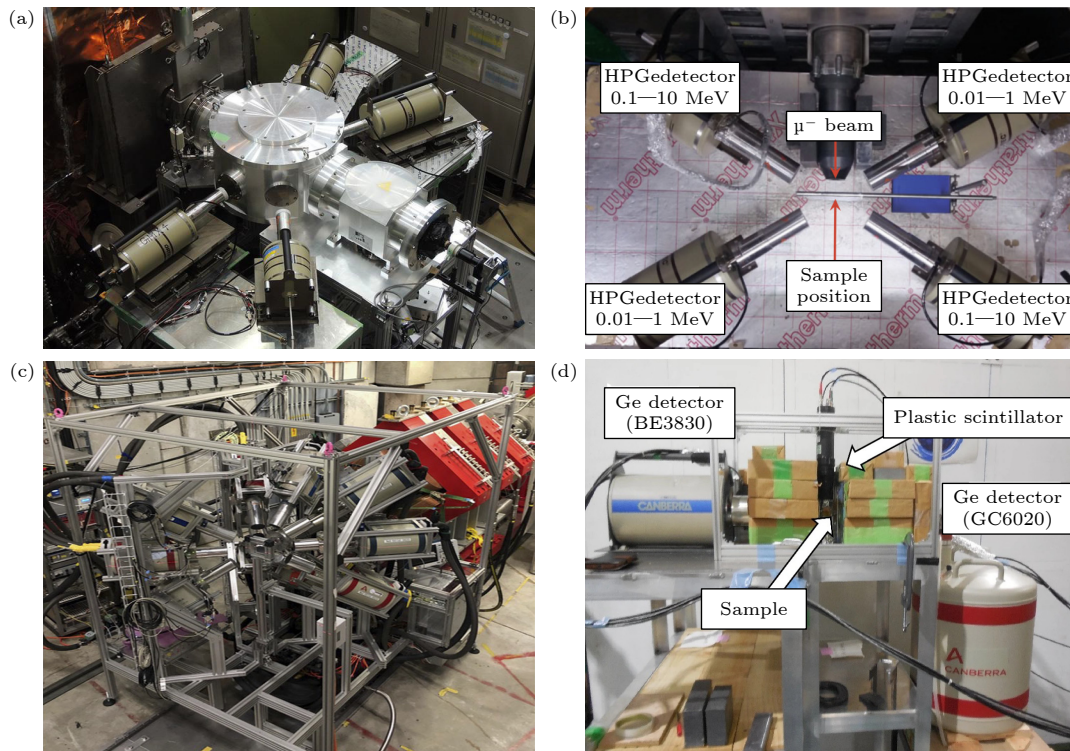 (a)
(b)
HPGedetector
0.1—10 MeV
HPGedetector
0.01—1 MeV
µ⁻ beam
Sample
position
HPGedetector
0.01—1 MeV
HPGedetector
0.1—10 MeV
(c)
(d)
Ge detector
(BE3830)
Plastic scintillator
CANBERRA
Ge detector
(GC6020)
Sample
CANBERRA